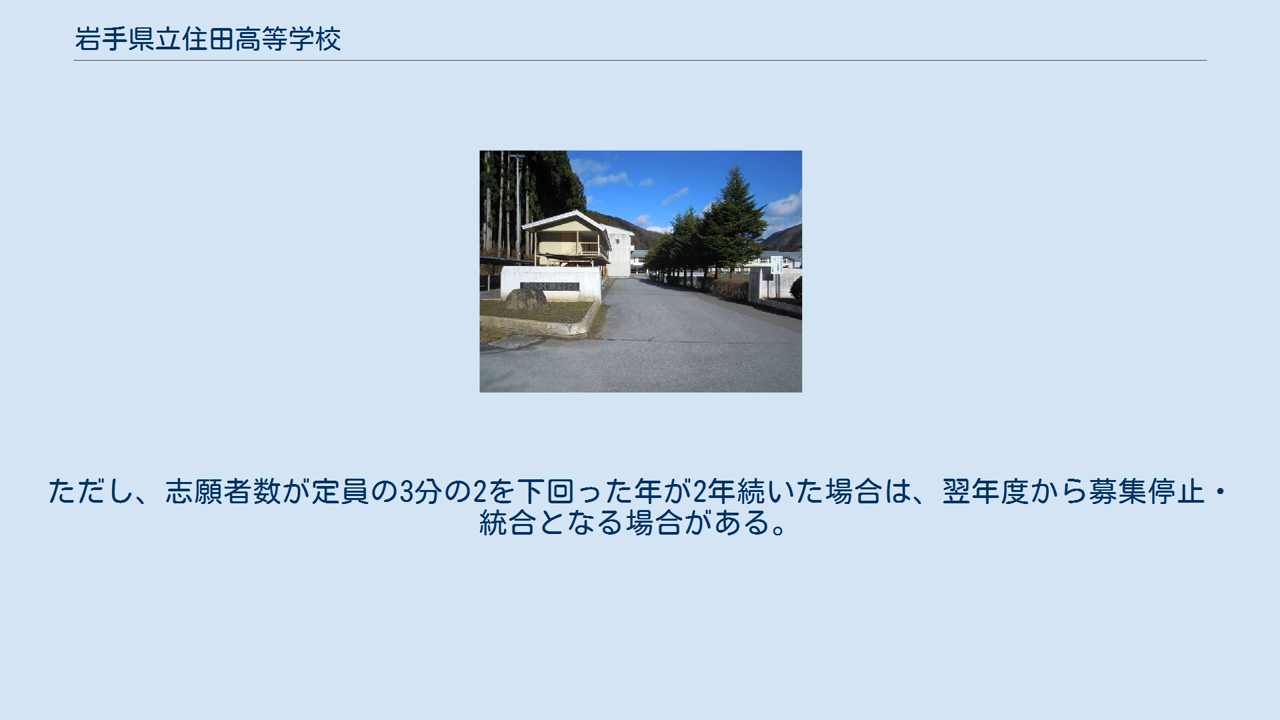 岩手県立住田高等学校
ただし、志願者数が定員の3分の2を下回った年が2年続いた場合は、翌年度から募集停止・
統合となる場合がある。